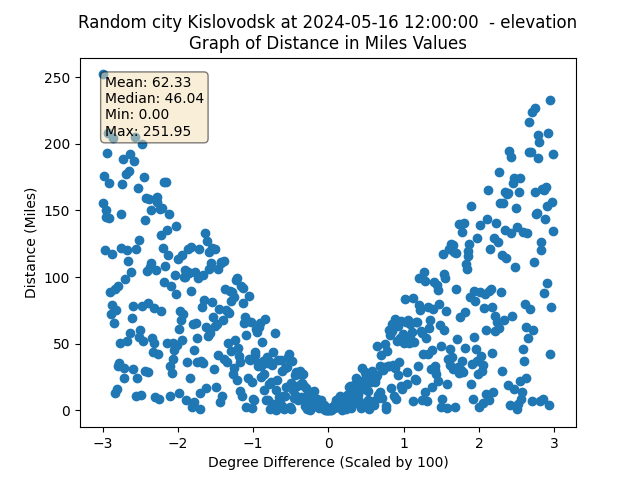 Random city Kislovodsk at 2024-05-16 12:00:00  - elevation
Graph of Distance in Miles Values
Mean: 62.33
Median: 46.04
Min: 0.00
Max: 251.95
Distance (Miles)
250
200
150
100
50
0
−3
−2
−1
0
1
2
3
Degree Difference (Scaled by 100)